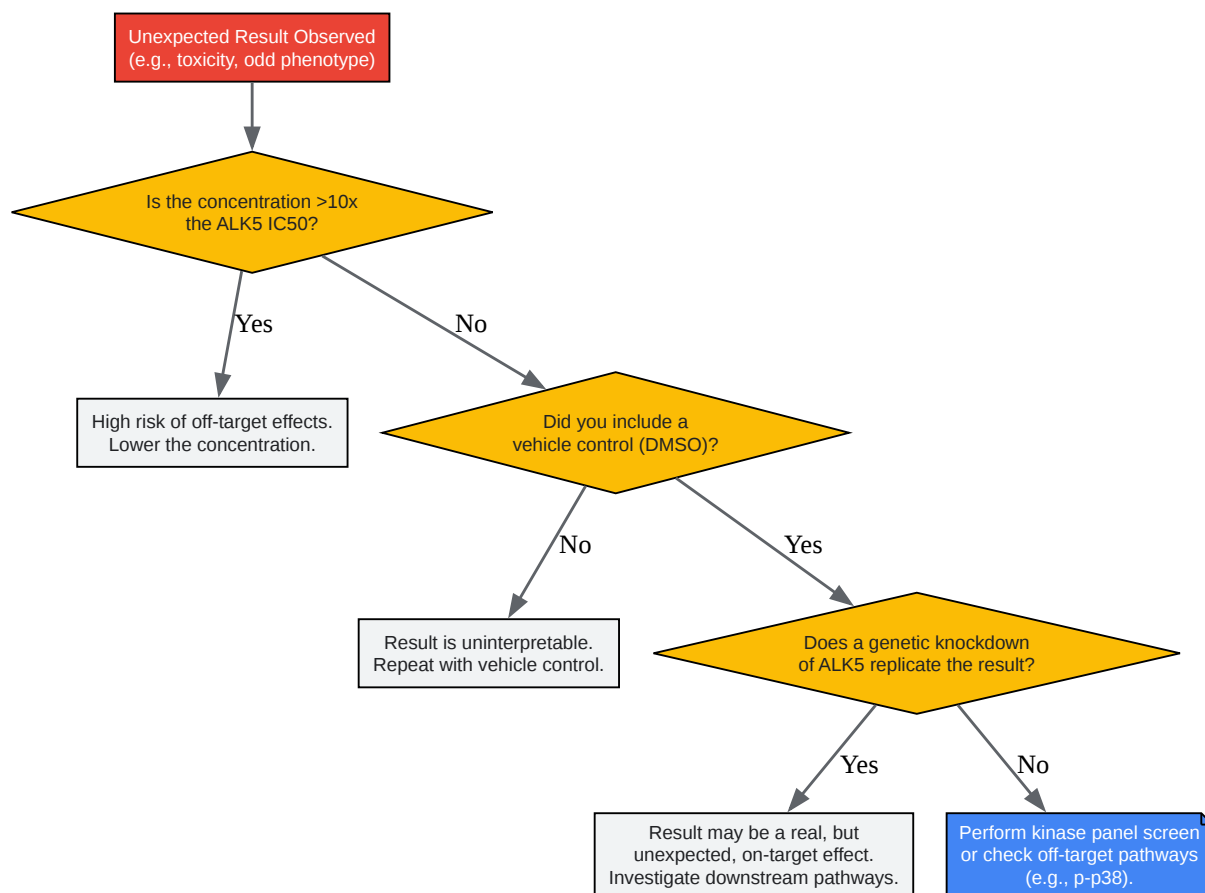 Unexpected Result Observed
(e.g., toxicity, odd phenotype)
Is the concentration >10x
the ALK5 IC50?
Yes
No
High risk of off-target effects.
Lower the concentration.
Did you include a
vehicle control (DMSO)?
No
Yes
Result is uninterpretable.
Repeat with vehicle control.
Does a genetic knockdown
of ALK5 replicate the result?
Yes
No
Result may be a real, but
unexpected, on-target effect.
Investigate downstream pathways.
Perform kinase panel screen
or check off-target pathways
(e.g., p-p38).